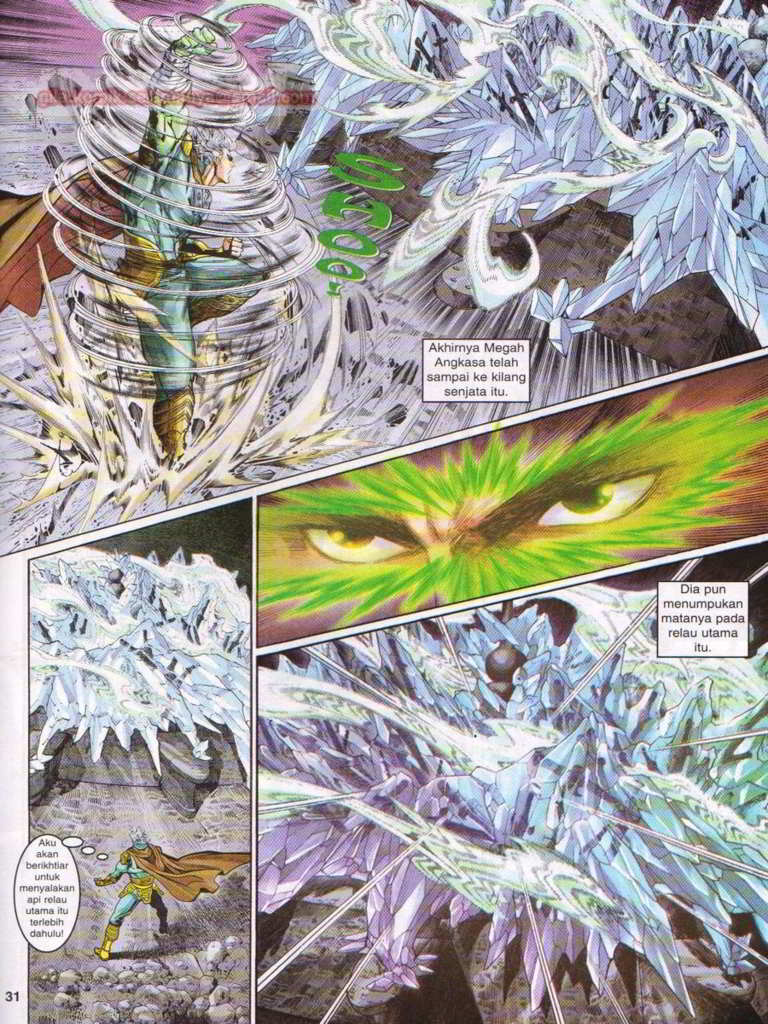 SHOO,
Akhirnya Megah
Angkasa telah
sampai ke kilang
senjata itu.
Dia pun
menumpukan
matanya pada
relau utama
itu.
Aku
akan
berikhtiar
untuk
menyalakan
api relau
utama itu
terlebih
dahulu!
31